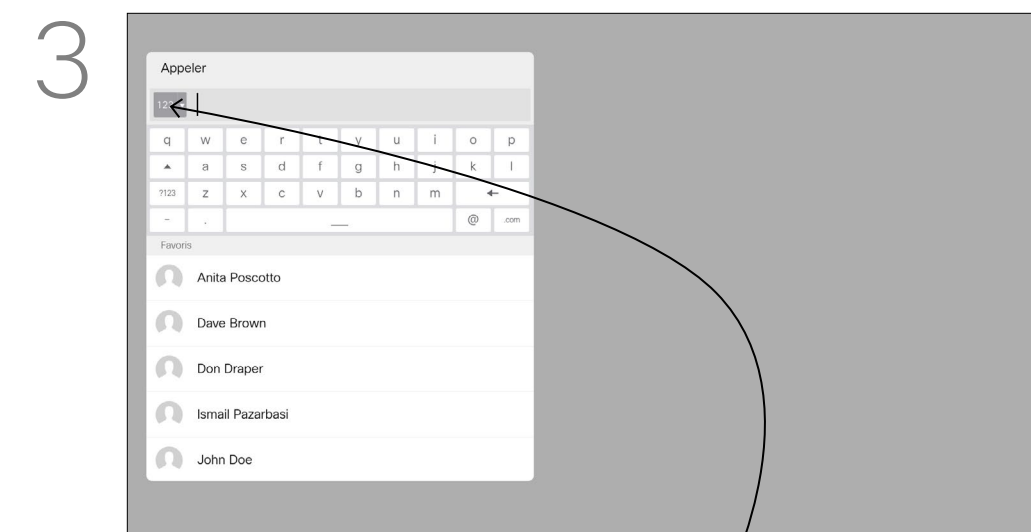 3
Appeler
q w e r t y u i o p
a s d f g h j k l
?123 z x c v b n m
- . @ .com
Favoris
Anita Poscotto
Dave Brown
Don Draper
Ismail Pazarbasi
John Doe